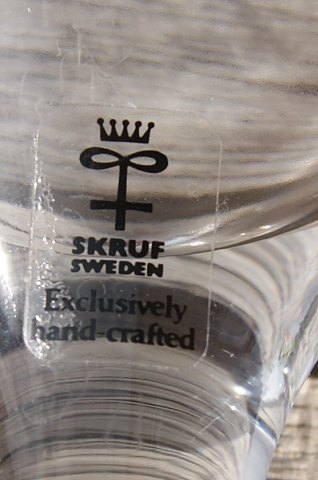 SKRUF
SWEDEN
Exclusively
hand-crafted